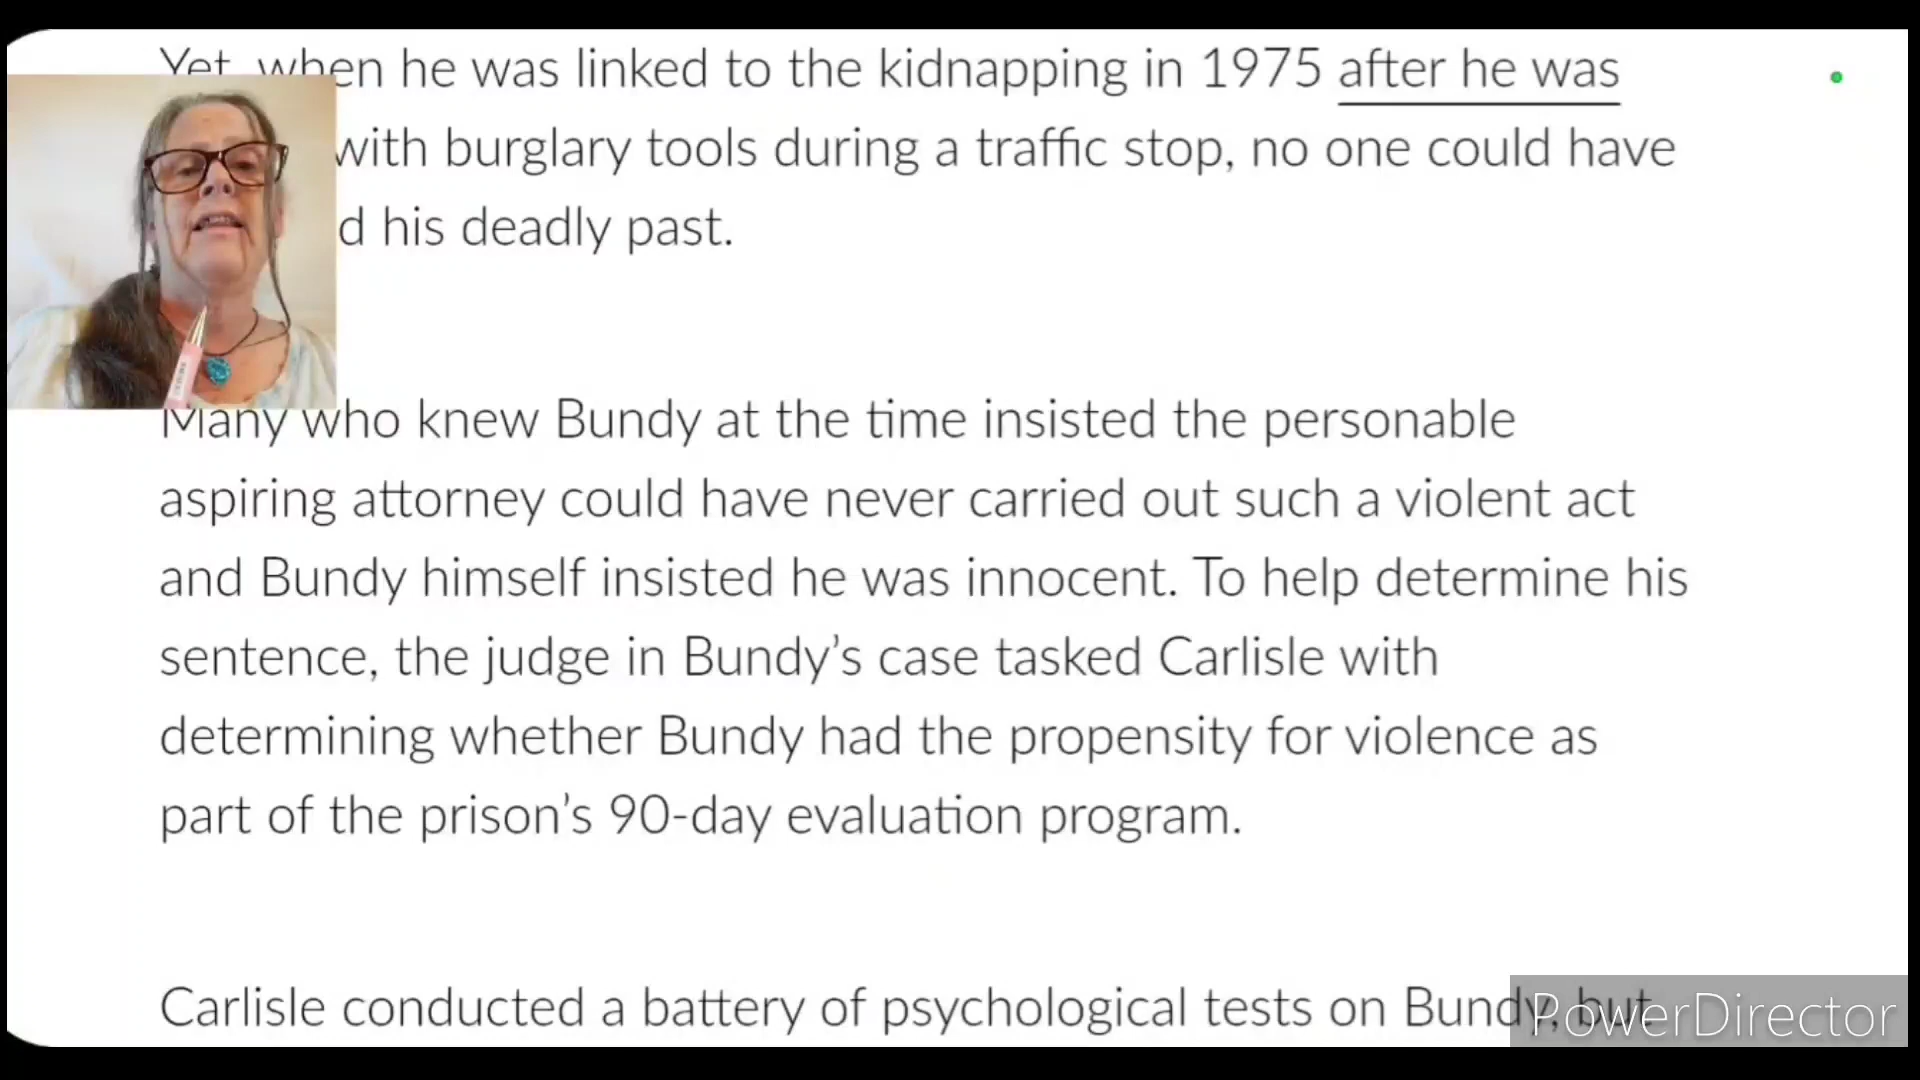 Yet, when he was linked to the kidnapping in 1975 after he was
with burglary tools during a traffic stop, no one could have
d his deadly past.
Many who knew Bundy at the time insisted the personable
aspiring attorney could have never carried out such a violent act
and Bundy himself insisted he was innocent. To help determine his
sentence, the judge in Bundy’s case tasked Carlisle with
determining whether Bundy had the propensity for violence as
part of the prison’s 90-day evaluation program.
Carlisle conducted a battery of psychological tests on Bundy, but
PowerDirector